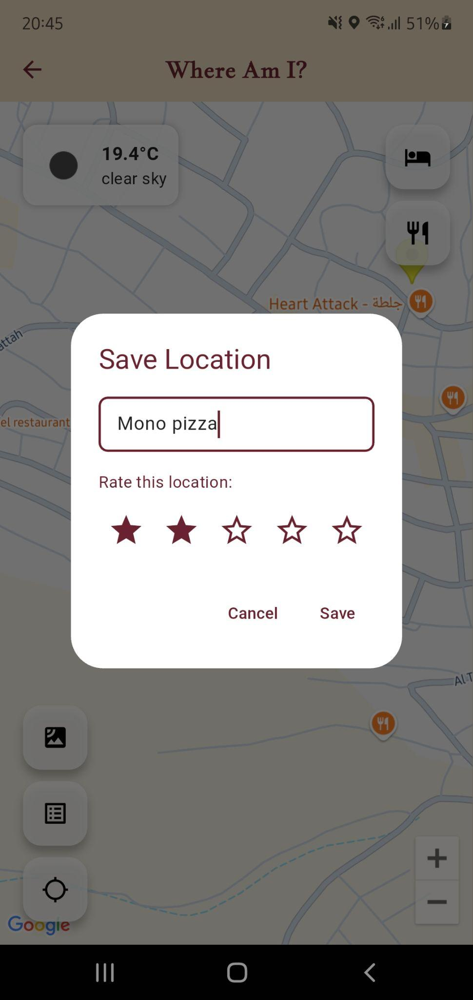 20:45
6
51%
Where Am I?
19.4°C
clear sky
Heart Attack - جلطة
Save Location
Mono pizza
el restaurant
Rate this location:
Cancel
Save
Al T
Google